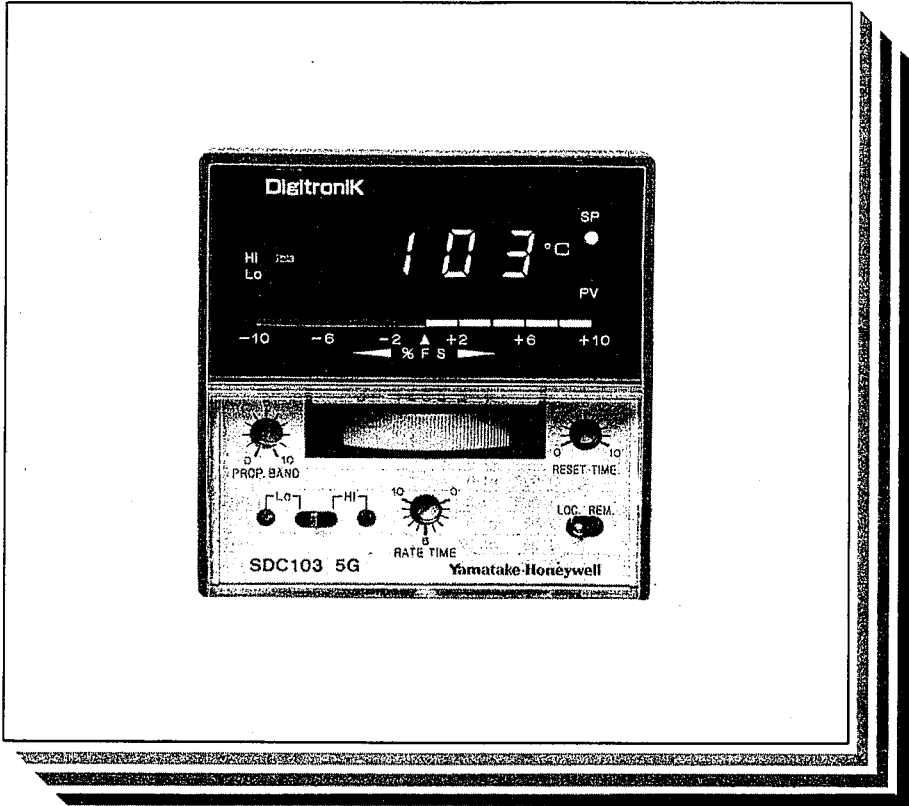 DigitroniK
SP
103 °C
HI
Lo
PV
-10 -6 -2 +2 +6 +10
% F S
0 10
PROP. BAND
0 10
RESET TIME
Lo HI
10 0
5
RATE TIME
LOC. REM.
SDC103 5G
Yamatake-Honeywell